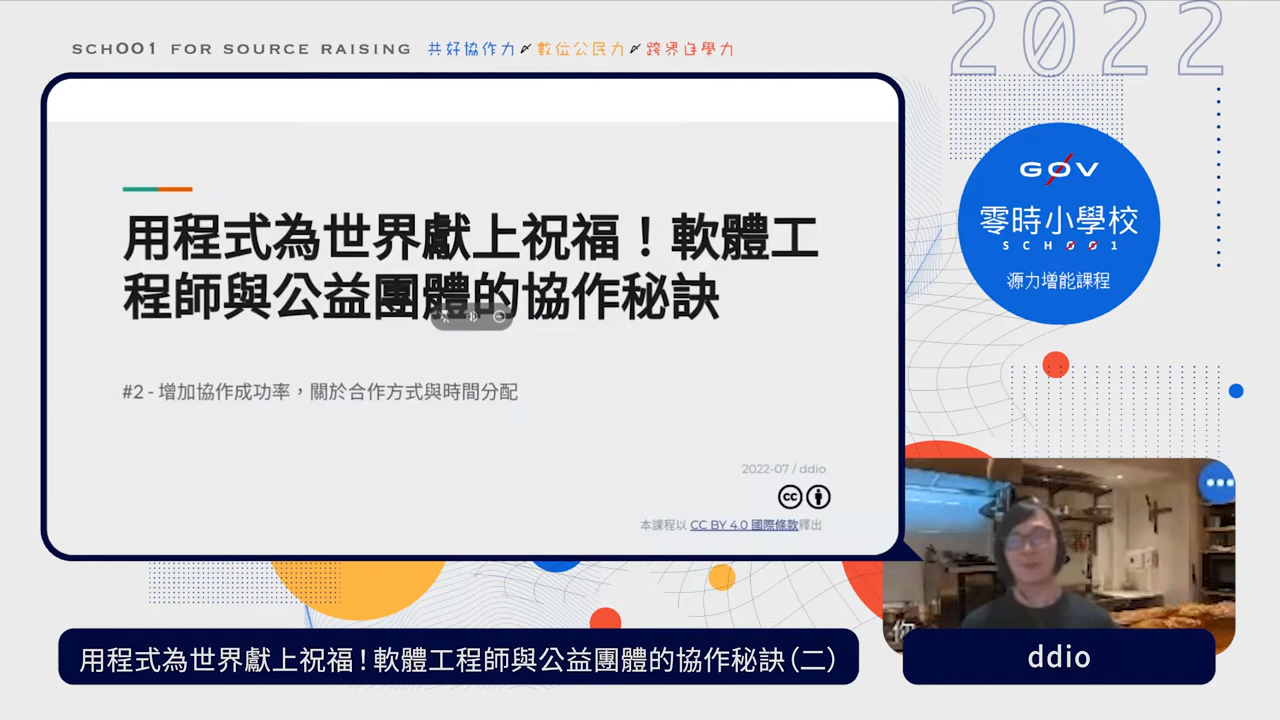 2022
SCHOO1 FOR SOURCE RAISING 共好協作力 數位公民力 跨界自學力
GOV
零時小學校
SCHOO1
源力增能課程
用程式為世界獻上祝福！軟體工
程師與公益團體的協作秘訣
#2 - 增加協作成功率，關於合作方式與時間分配
2022-07 / ddio
cc
本課程以 CC BY 4.0 國際條款釋出
你
用程式為世界獻上祝福！軟體工程師與公益團體的協作秘訣(二)
ddio